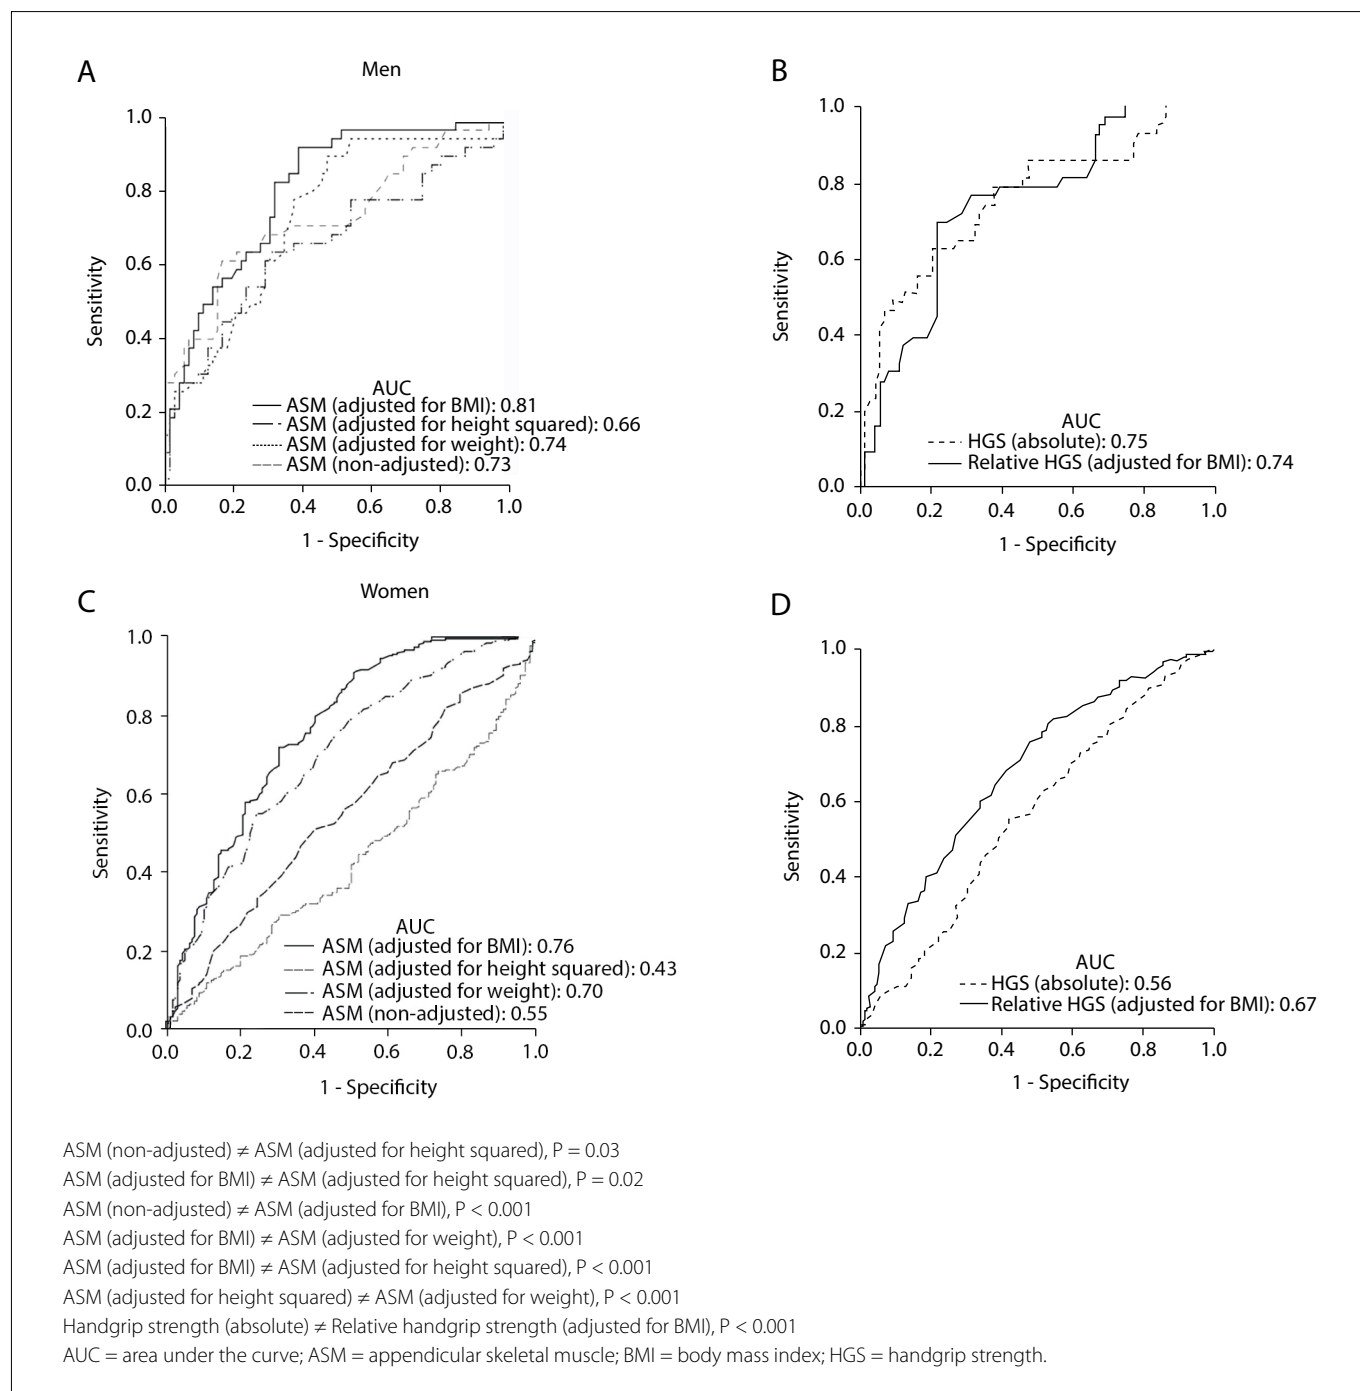 A
Men
1.0
0.8
0.6
0.4
0.2
0.0
Sensitivity
AUC
ASM (adjusted for BMI): 0.81
ASM (adjusted for height squared): 0.66
ASM (adjusted for weight): 0.74
ASM (non-adjusted): 0.73
0.0 0.2 0.4 0.6 0.8 1.0
1 - Specificity
B
1.0
0.8
0.6
0.4
0.2
0.0
Sensitivity
AUC
HGS (absolute): 0.75
Relative HGS (adjusted for BMI): 0.74
0.0 0.2 0.4 0.6 0.8 1.0
1 - Specificity
C
Women
1.0
0.8
0.6
0.4
0.2
0.0
Sensitivity
AUC
ASM (adjusted for BMI): 0.76
ASM (adjusted for height squared): 0.43
ASM (adjusted for weight): 0.70
ASM (non-adjusted): 0.55
0.0 0.2 0.4 0.6 0.8 1.0
1 - Specificity
D
1.0
0.8
0.6
0.4
0.2
0.0
Sensitivity
AUC
HGS (absolute): 0.56
Relative HGS (adjusted for BMI): 0.67
0.0 0.2 0.4 0.6 0.8 1.0
1 - Specificity
ASM (non-adjusted) ≠ ASM (adjusted for height squared), P = 0.03
ASM (adjusted for BMI) ≠ ASM (adjusted for height squared), P = 0.02
ASM (non-adjusted) ≠ ASM (adjusted for BMI), P < 0.001
ASM (adjusted for BMI) ≠ ASM (adjusted for weight), P < 0.001
ASM (adjusted for BMI) ≠ ASM (adjusted for height squared), P < 0.001
ASM (adjusted for height squared) ≠ ASM (adjusted for weight), P < 0.001
Handgrip strength (absolute) ≠ Relative handgrip strength (adjusted for BMI), P < 0.001
AUC = area under the curve; ASM = appendicular skeletal muscle; BMI = body mass index; HGS = handgrip strength.